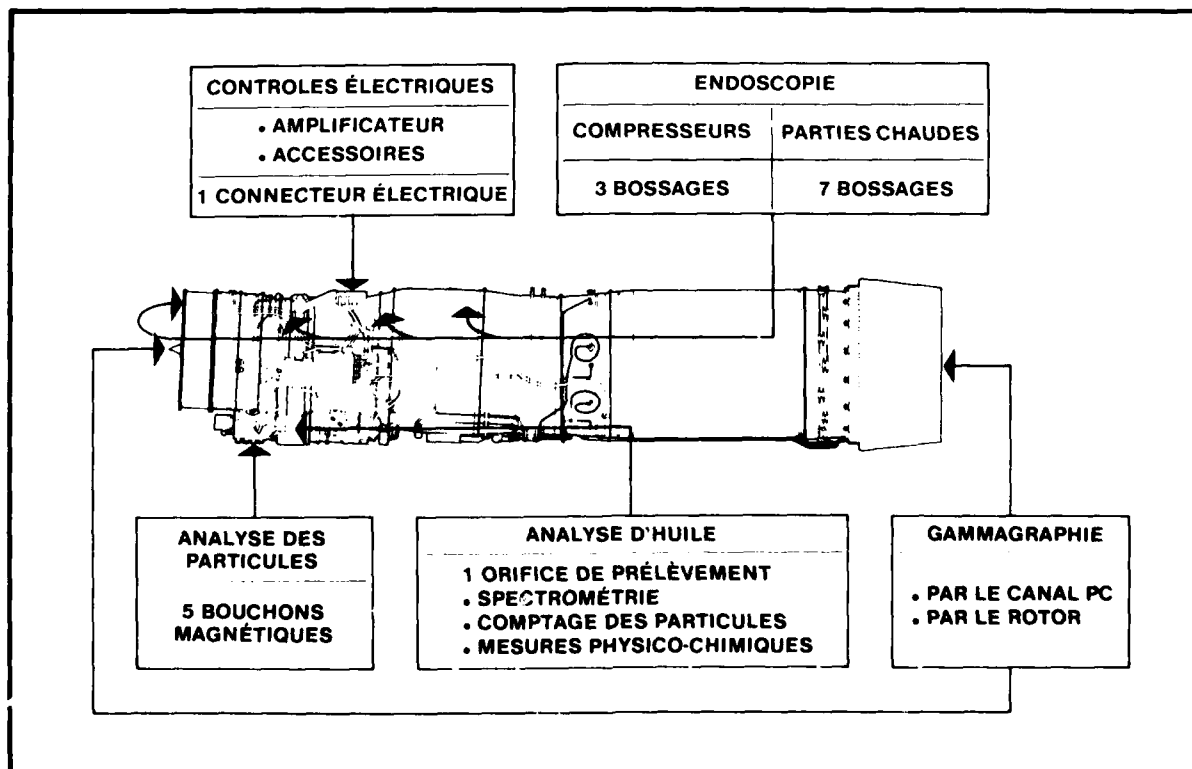 CONTROLES ÉLECTRIQUES
• AMPLIFICATEUR
• ACCESSOIRES
1 CONNECTEUR ÉLECTRIQUE
ENDOSCOPIE
COMPRESSEURS
PARTIES CHAUDES
3 BOSSAGES
7 BOSSAGES
ANALYSE DES
PARTICULES
5 BOUCHONS
MAGNÉTIQUES
ANALYSE D'HUILE
1 ORIFICE DE PRÉLÈVEMENT
• SPECTROMÉTRIE
• COMPTAGE DES PARTICULES
• MESURES PHYSICO-CHIMIQUES
GAMMAGRAPHIE
• PAR LE CANAL PC
• PAR LE ROTOR